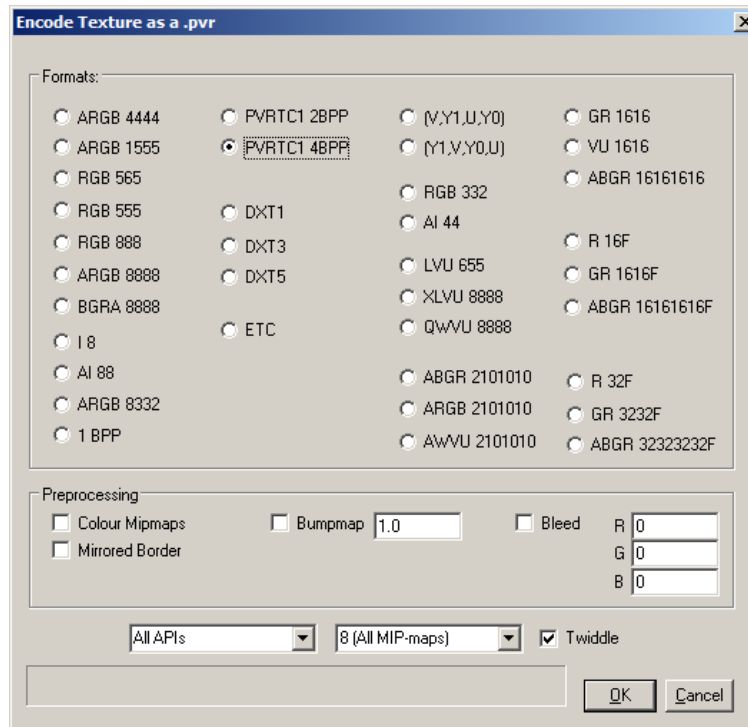 Encode Texture as a .pvr
Formats:
ARGB 4444
ARGB 1555
RGB 565
RGB 555
RGB 888
ARGB 8888
BGRA 8888
I 8
AI 88
ARGB 8332
1 BPP
PVRTC1 2BPP
PVRTC1 4BPP
DXT1
DXT3
DXT5
ETC
(V,Y1,U,Y0)
(Y1,V,Y0,U)
RGB 332
AI 44
LVU 655
XLVU 8888
QWVU 8888
ABGR 2101010
ARGB 2101010
AWVU 2101010
GR 1616
VU 1616
ABGR 16161616
R 16F
GR 1616F
ABGR 16161616F
R 32F
GR 3232F
ABGR 32323232F
Preprocessing
Colour Mipmaps
Mirrored Border
Bumpmap 1.0
Bleed
R 0
G 0
B 0
All APIs
8 (All MIP-maps)
Twiddle
OK
Cancel